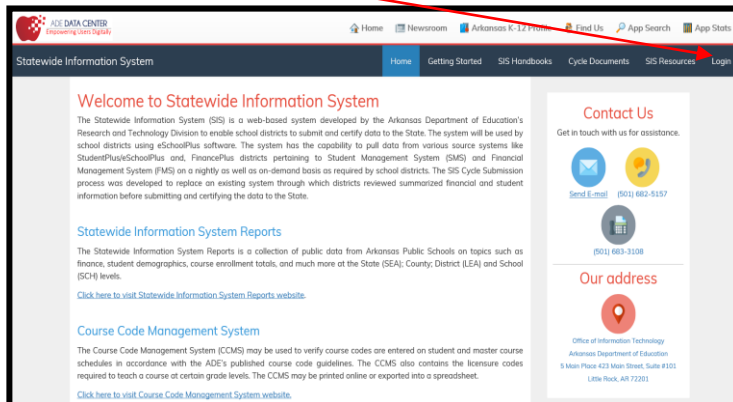 ADE DATA CENTER
Empowering Users Digitally
Home Newsroom Arkansas K-12 Profile Find Us App Search App Stats
Statewide Information System
Home Getting Started SIS Handbooks Cycle Documents SIS Resources Login
Welcome to Statewide Information System
The Statewide Information System (SIS) is a web-based system developed by the Arkansas Department of Education's
Research and Technology Division to enable school districts to submit and certify data to the State. The system will be used by
school districts using eSchoolPlus software. The system has the capability to pull data from various source systems like
StudentPlus/eSchoolPlus and, FinancePlus districts pertaining to Student Management System (SMS) and Financial
Management System (FMS) on a nightly as well as on-demand basis as required by school districts. The SIS Cycle Submission
process was developed to replace an existing system through which districts reviewed summarized financial and student
information before submitting and certifying the data to the State.
Statewide Information System Reports
The Statewide Information System Reports is a collection of public data from Arkansas Public Schools on topics such as
finance, student demographics, course enrollment totals, and much more at the State (SEA); County; District (LEA) and School
(SCH) levels.
Click here to visit Statewide Information System Reports website.
Course Code Management System
The Course Code Management System (CCMS) may be used to verify course codes are entered on student and master course
schedules in accordance with the ADE's published course code guidelines. The CCMS also contains the licensure codes
required to teach a course at certain grade levels. The CCMS may be printed online or exported into a spreadsheet.
Click here to visit Course Code Management System website.
Contact Us
Get in touch with us for assistance.
Send E-mail (501) 682-5157
(501) 683-3108
Our address
Office of Information Technology
Arkansas Department of Education
5 Main Place 423 Main Street, Suite #101
Little Rock, AR 72201